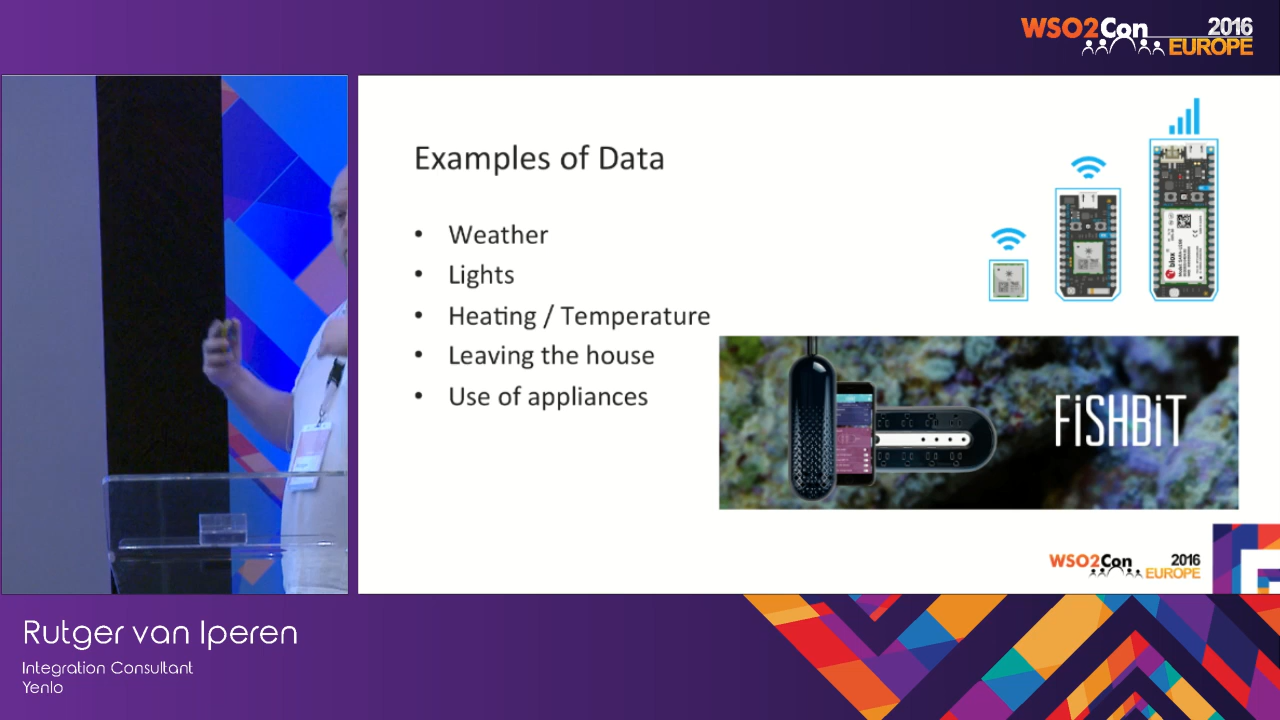 WSO2Con 2016
EUROPE
Examples of Data
• Weather
• Lights
• Heating / Temperature
• Leaving the house
• Use of appliances
blox
FiSHBiT
WSO2Con 2016
EUROPE
Rutger van Iperen
Integration Consultant
Yenlo